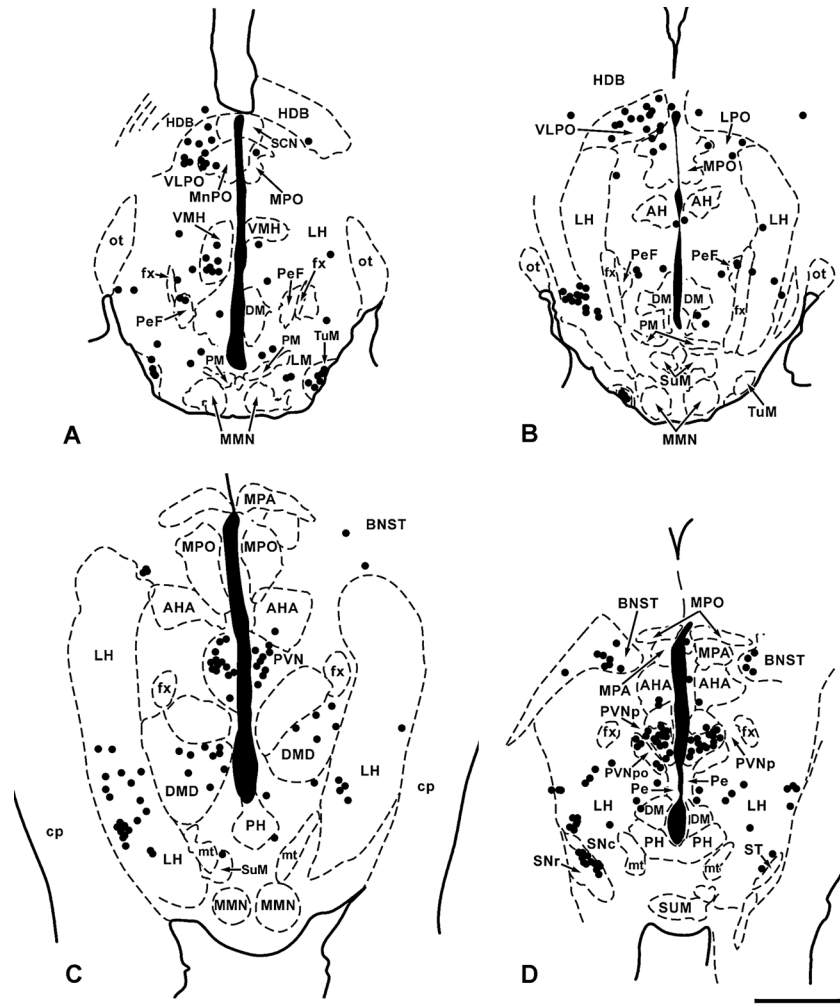 HDB
HDB
SCN
VLPO
MnPO
MPO
VMH
VMH
LH
ot
ot
fx
PeF
fx
PeF
DM
TuM
PM
PM
LM
MMN
A
HDB
VLPO
LPO
MPO
LH
AH
AH
LH
ot
fx
PeF
PeF
ot
DM
DM
fx
PM
SuM
TuM
MMN
B
MPA
BNST
MPO
MPO
AHA
AHA
LH
PVN
fx
fx
DMD
DMD
LH
cp
cp
PH
LH
mt
mt
SuM
MMN
MMN
C
BNST
MPO
MPA
BNST
MPA
AHA
AHA
PVNp
fx
fx
PVNpo
PVNp
Pe
Pe
LH
LH
DM
DM
SNc
PH
PH
ST
SNr
mt
mt
SUM
D